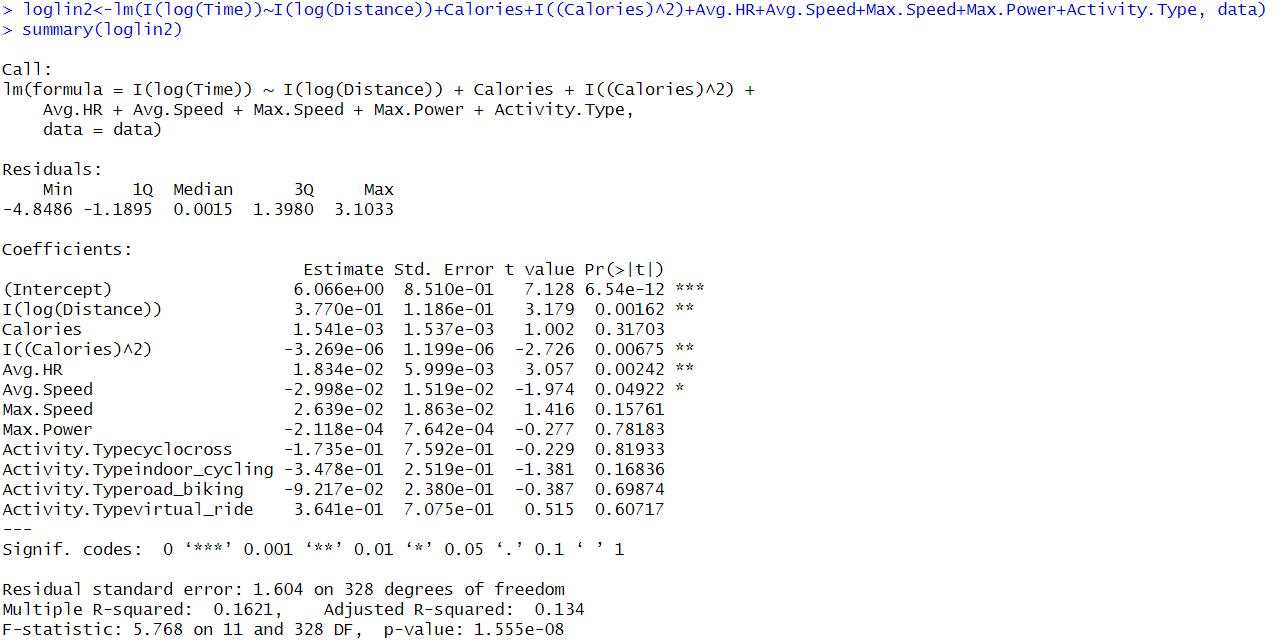 > loglin2<-lm(I(log(Time))~I(log(Distance))+Calories+I((Calories)^2)+Avg.HR+Avg.Speed+Max.Speed+Max.Power+Activity.Type, data)
> summary(loglin2)

Call:
lm(formula = I(log(Time)) ~ I(log(Distance)) + Calories + I((Calories)^2) +
    Avg.HR + Avg.Speed + Max.Speed + Max.Power + Activity.Type,
    data = data)

Residuals:
    Min      1Q  Median      3Q     Max
-4.8486 -1.1895  0.0015  1.3980  3.1033

Coefficients:
                              Estimate Std. Error t value Pr(>|t|)
(Intercept)                  6.066e+00  8.510e-01   7.128 6.54e-12 ***
I(log(Distance))             3.770e-01  1.186e-01   3.179  0.00162 **
Calories                     1.541e-03  1.537e-03   1.002  0.31703
I((Calories)^2)             -3.269e-06  1.199e-06  -2.726  0.00675 **
Avg.HR                       1.834e-02  5.999e-03   3.057  0.00242 **
Avg.Speed                   -2.998e-02  1.519e-02  -1.974  0.04922 *
Max.Speed                    2.639e-02  1.863e-02   1.416  0.15761
Max.Power                   -2.118e-04  7.642e-04  -0.277  0.78183
Activity.Typecyclocross     -1.735e-01  7.592e-01  -0.229  0.81933
Activity.Typeindoor_cycling -3.478e-01  2.519e-01  -1.381  0.16836
Activity.Typeroad_biking    -9.217e-02  2.380e-01  -0.387  0.69874
Activity.Typevirtual_ride    3.641e-01  7.075e-01   0.515  0.60717
---
Signif. codes:  0 ‘***’ 0.001 ‘**’ 0.01 ‘*’ 0.05 ‘.’ 0.1 ‘ ’ 1

Residual standard error: 1.604 on 328 degrees of freedom
Multiple R-squared:  0.1621,    Adjusted R-squared:  0.134
F-statistic: 5.768 on 11 and 328 DF,  p-value: 1.555e-08